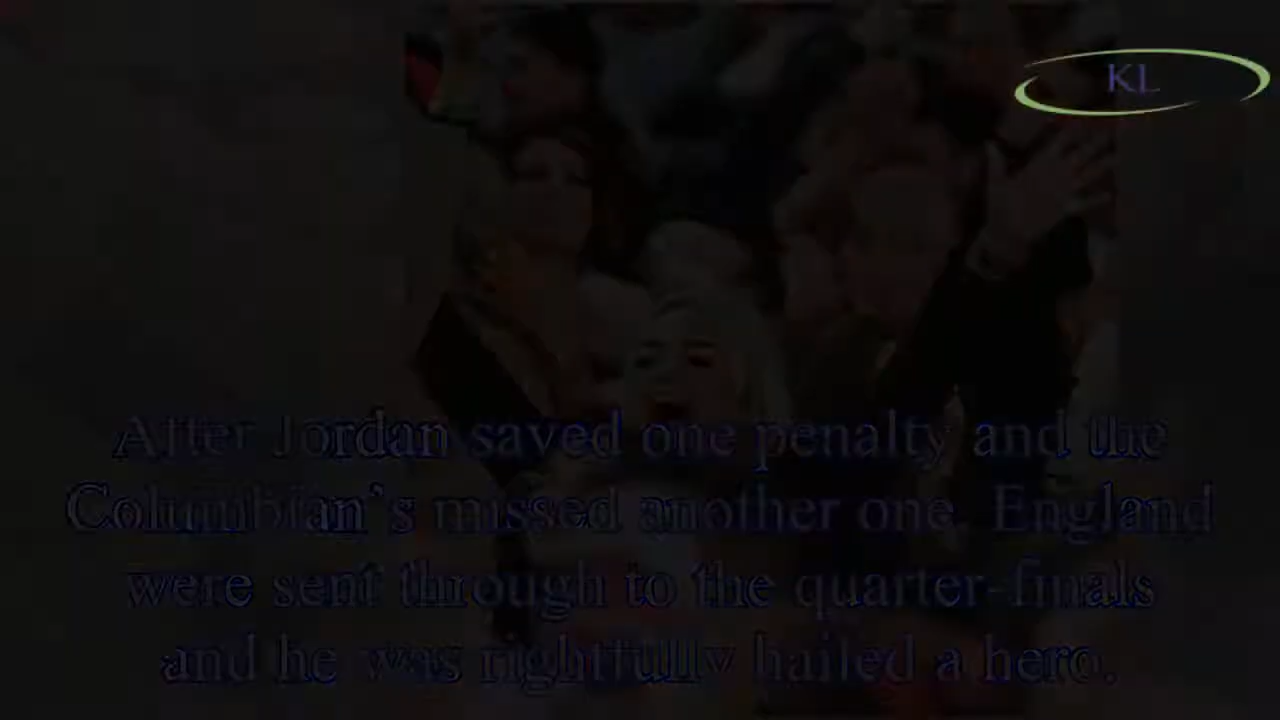 KL
After Jordan saved one penalty and the
Columbian's missed another one, England
were sent through to the quarter-finals
and he was rightfully hailed a hero.